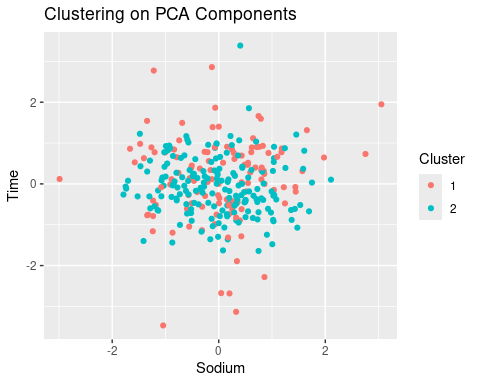 Clustering on PCA Components
2
0
-2
Time
-2
0
2
Sodium
Cluster
1
2